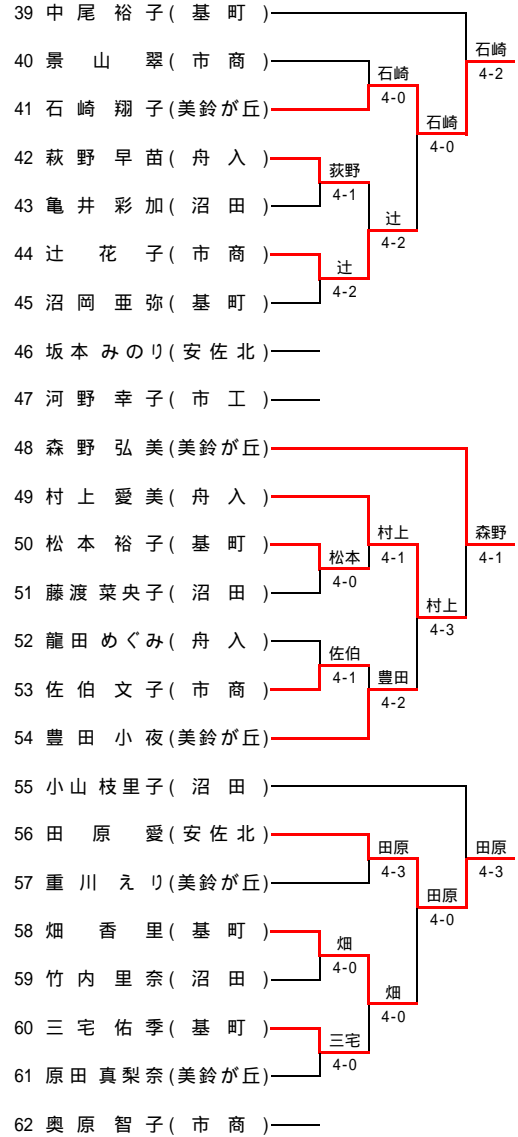 39 中尾 裕子(基町)
石崎
40 景山 翠(市商)
4-2
石崎
41 石崎 翔子(美鈴が丘)
4-0
石崎
4-0
42 萩野 早苗(舟入)
荻野
43 亀井 彩加(沼田)
4-1
辻
4-2
44 辻 花子(市商)
辻
45 沼岡 亜弥(基町)
4-2
46 坂本 みのり(安佐北)
47 河野 幸子(市工)
48 森野 弘美(美鈴が丘)
49 村上 愛美(舟入)
村上
森野
50 松本 裕子(基町)
松本
4-1
4-1
51 藤渡 菜央子(沼田)
4-0
村上
4-3
52 龍田 めぐみ(舟入)
佐伯
53 佐伯 文子(市商)
4-1
豊田
4-2
54 豊田 小夜(美鈴が丘)
55 小山 枝里子(沼田)
56 田原 愛(安佐北)
田原
田原
57 重川 えり(美鈴が丘)
4-3
4-3
田原
4-0
58 畑 香里(基町)
畑
59 竹内 里奈(沼田)
4-0
畑
4-0
60 三宅 佑季(基町)
三宅
61 原田 真梨奈(美鈴が丘)
4-0
62 奥原 智子(市商)